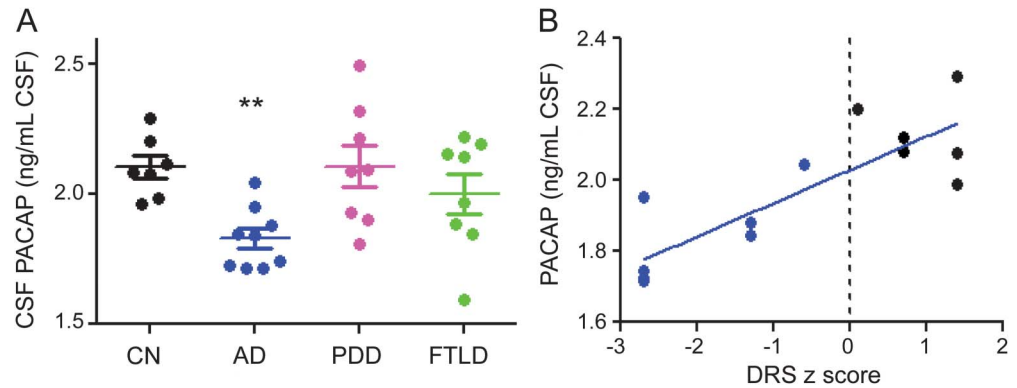 A
CSF PACAP (ng/mL CSF)
2.5
2.0
1.5
**
CN AD PDD FTLD
B
PACAP (ng/mL CSF)
2.4
2.2
2.0
1.8
1.6
-3 -2 -1 0 1 2
DRS z score